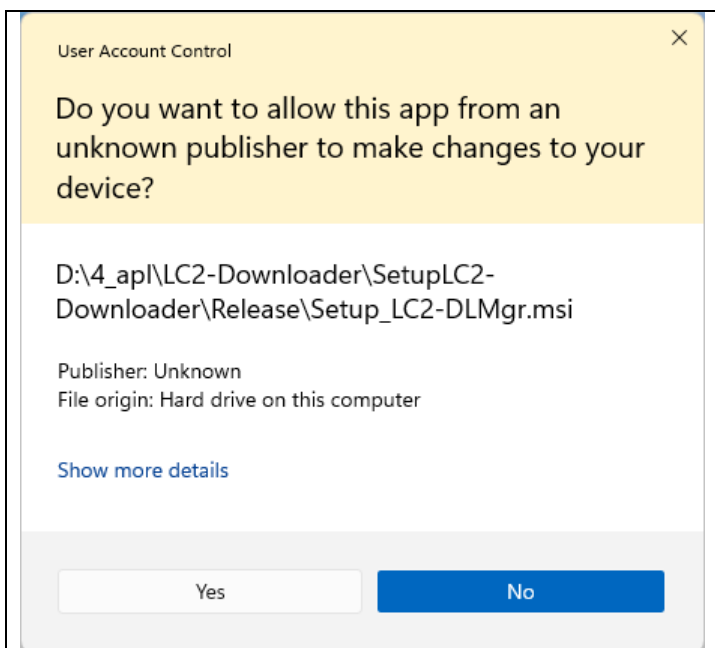 User Account Control
Do you want to allow this app from an
unknown publisher to make changes to your
device?
D:\4_apl\LC2-Downloader\SetupLC2-
Downloader\Release\Setup_LC2-DLMgr.msi
Publisher: Unknown
File origin: Hard drive on this computer
Show more details
Yes
No